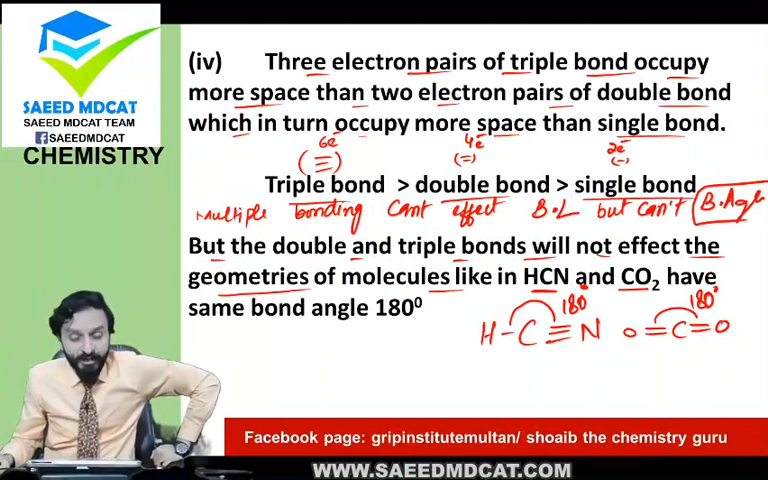 SAEED MDCAT
SAEED MDCAT TEAM
SAEEDMDCAT
CHEMISTRY
(iv) Three electron pairs of triple bond occupy
more space than two electron pairs of double bond
which in turn occupy more space than single bond.
6e⁻ 4e⁻ 2e⁻
(≡) (=) (-)
Triple bond > double bond > single bond
Multiple bonding Cant effect B.L but can't B.Agle
But the double and triple bonds will not effect the
geometries of molecules like in HCN and CO₂ have
same bond angle 180⁰
180° 180°
H-C≡N O=C=O
Facebook page: gripinstitutemultan/ shoaib the chemistry guru
WWW.SAEEDMDCAT.COM